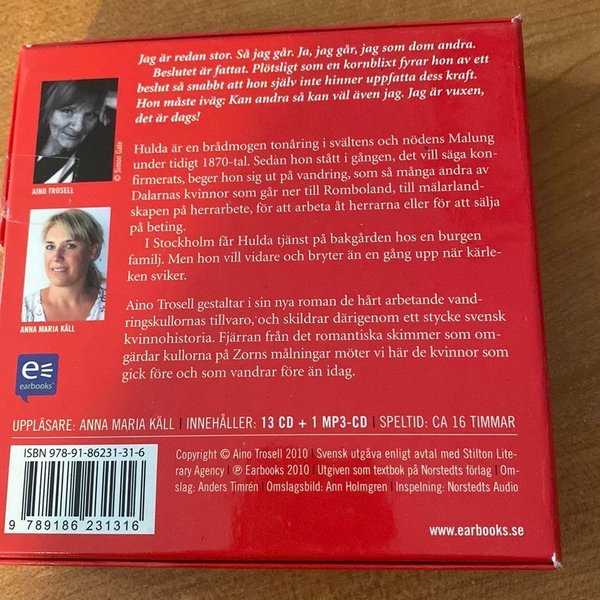 Jag är redan stor. Så jag går. Ja, jag går, jag som dom andra.
Beslutet är fattat. Plötsligt som en kornblixt fyrar hon av ett
beslut så snabbt att hon själv inte hinner uppfatta dess kraft.
Hon måste iväg: Kan andra så kan väl även jag. Jag är vuxen,
det är dags!
© Simon Gate
AINO TROSELL
Hulda är en brådmogen tonåring i svältens och nödens Malung
under tidigt 1870-tal. Sedan hon stått i gången, det vill säga kon-
firmerats, beger hon sig ut på vandring, som så många andra av
Dalarnas kvinnor som går ner till Romboland, till mälarland-
skapen på herrarbete, för att arbeta åt herrarna eller för att sälja
på beting.
I Stockholm får Hulda tjänst på bakgården hos en burgen
familj. Men hon vill vidare och bryter än en gång upp när kärle-
ken sviker.
ANNA MARIA KÄLL
Aino Trosell gestaltar i sin nya roman de hårt arbetande vand-
ringskullornas tillvaro, och skildrar därigenom ett stycke svensk
kvinnohistoria. Fjärran från det romantiska skimmer som om-
gärdar kullorna på Zorns målningar möter vi här de kvinnor som
gick före och som vandrar före än idag.
e
earbooks®
UPPLÄSARE: ANNA MARIA KÄLL | INNEHÅLLER: 13 CD + 1 MP3-CD | SPELTID: CA 16 TIMMAR
ISBN 978-91-86231-31-6
9 789186 231316
Copyright © Aino Trosell 2010 | Svensk utgåva enligt avtal med Stilton Lite-
rary Agency | ℗ Earbooks 2010 | Utgiven som textbok på Norstedts förlag | Om-
slag: Anders Timrén | Omslagsbild: Ann Holmgren | Inspelning: Norstedts Audio
www.earbooks.se